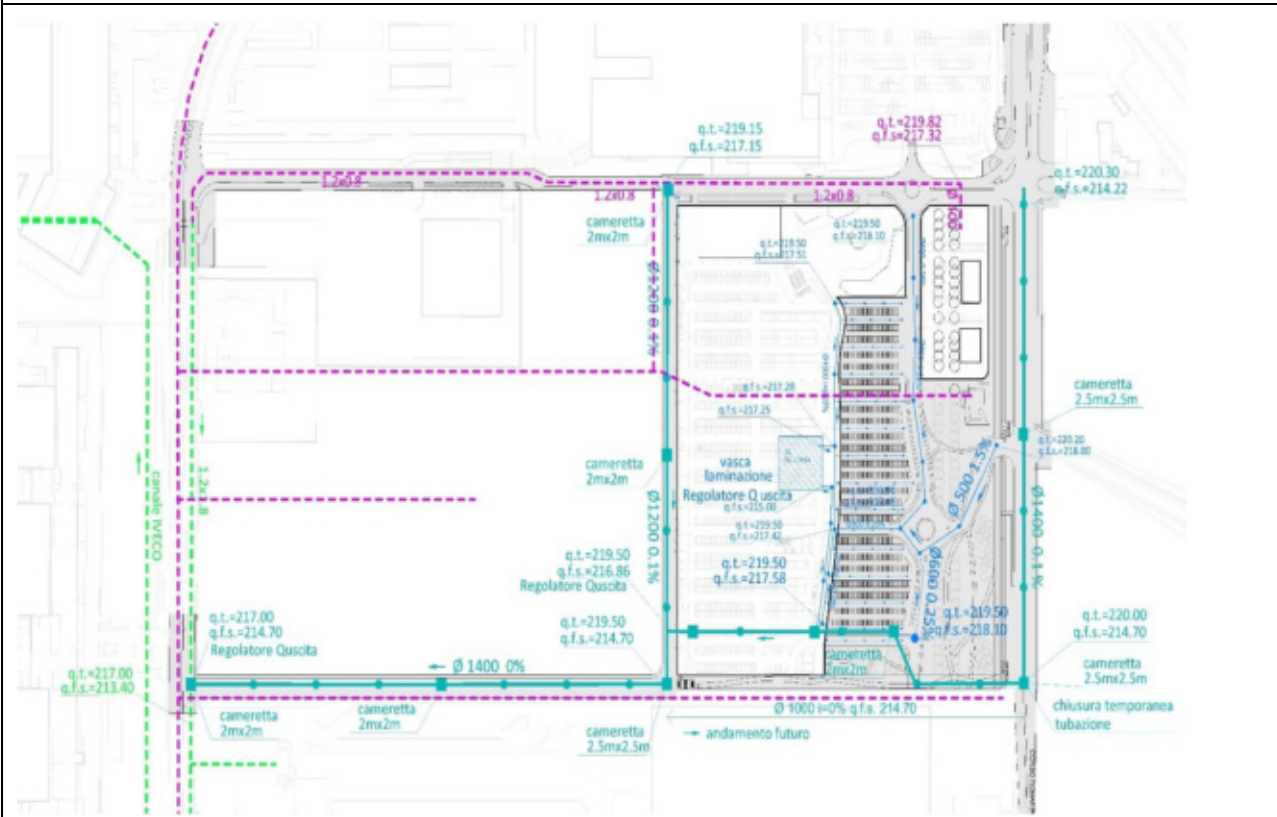 q.t.=219.82
q.f.s=217.32
q.t.=219.15
q.f.s.=217.15
q.t.=220.30
q.f.s.=214.22
1.2x0.8
1.2x0.8
1.2x0.8
Ø 500
cameretta
2mx2m
q.t.=219.50
q.f.s.=218.10
q.t.=219.50
q.f.s.=217.51
Ø1200 0.1%
cameretta
2.5mx2.5m
q.f.s.=217.28
q.f.s.=217.25
q.t.=220.20
q.f.s.=218.00
cameretta
2mx2m
vasca
laminazione
Regolatore Q uscita
q.f.s.=215.00
Ø 500 1.5%
canale IVECO
Ø1200 0.1%
Ø1400 0.1%
q.t.=219.50
q.f.s.=217.42
q.t.=219.50
q.f.s.=216.86
Regolatore Quscita
q.t.=219.50
q.f.s.=217.58
Ø600 0.25%
q.t.=217.00
q.f.s.=214.70
Regolatore Quscita
q.t.=219.50
q.f.s.=214.70
q.t.=219.50
q.f.s.=218.10
q.t.=220.00
q.f.s.=214.70
cameretta
2mx2m
cameretta
2.5mx2.5m
q.t.=217.00
q.f.s.=213.40
← Ø 1400 0%
cameretta
2mx2m
cameretta
2mx2m
cameretta
2.5mx2.5m
Ø 1000 i=0% q.f.s. 214.70
→ andamento futuro
chiusura temporanea
tubazione